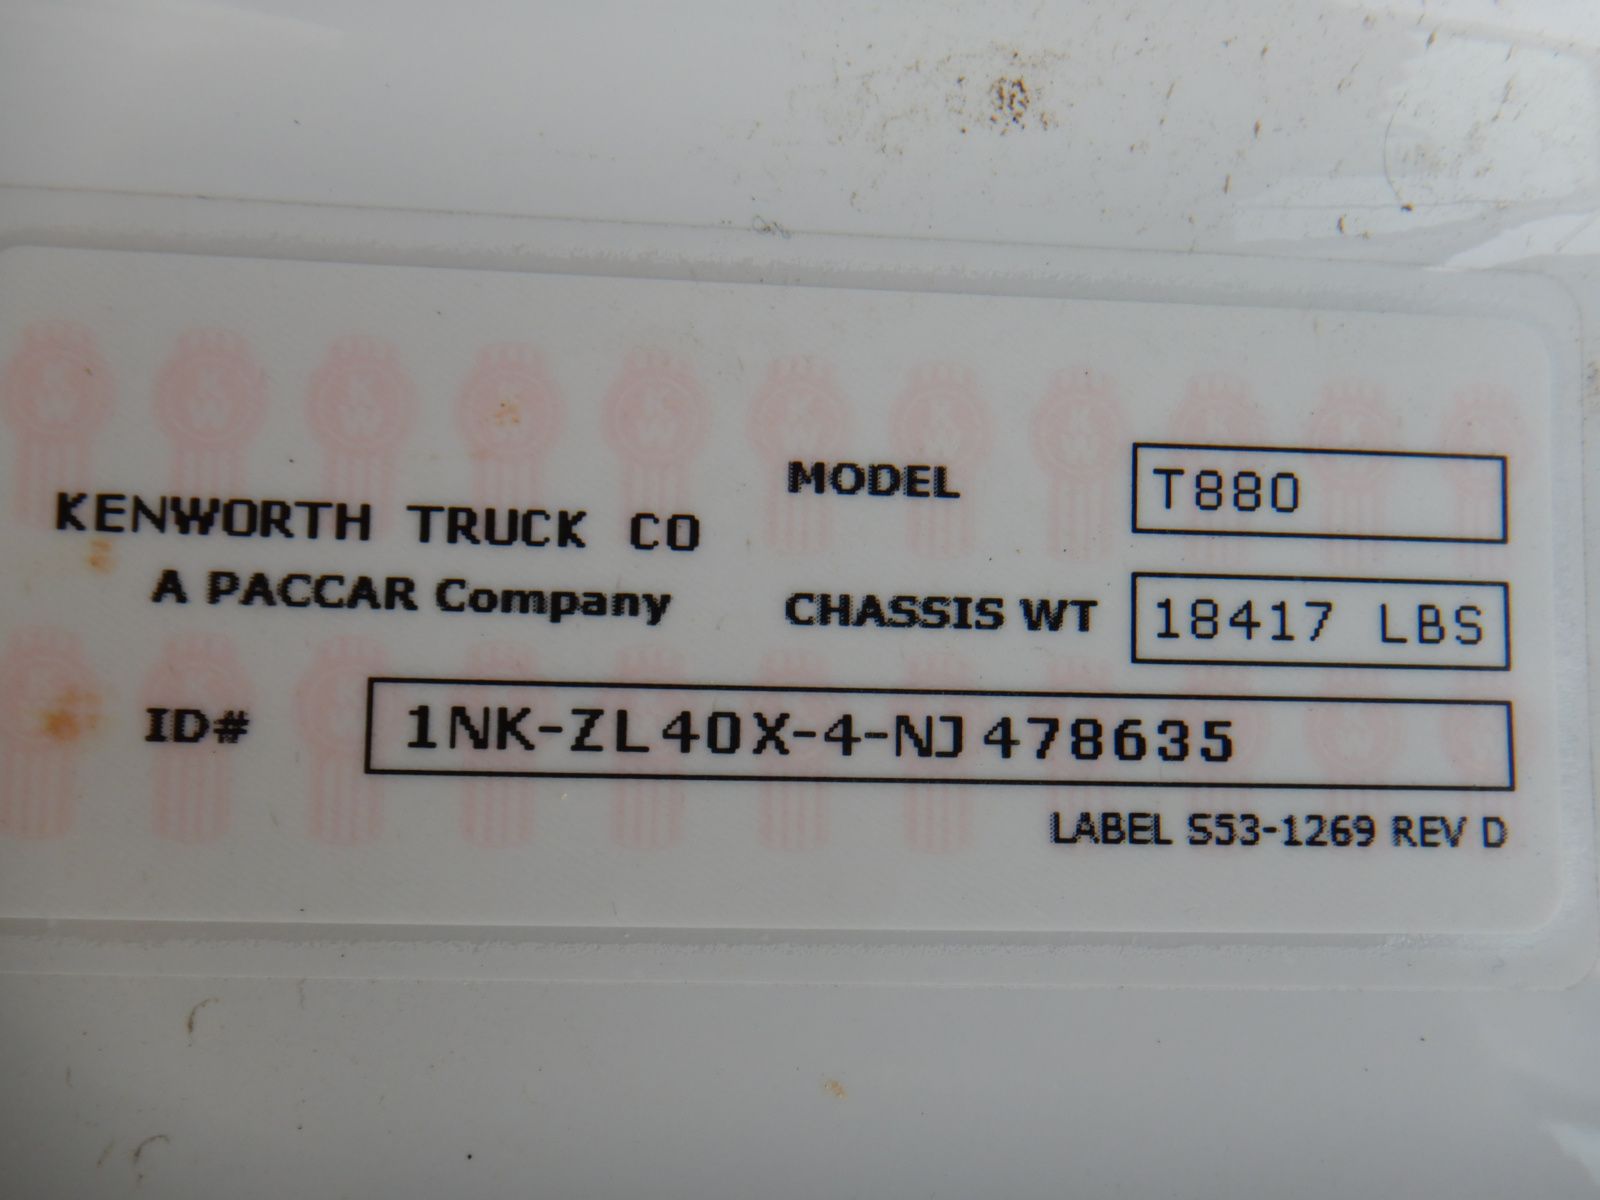 KENWORTH TRUCK CO
A PACCAR Company
MODEL T880
CHASSIS WT 18417 LBS
ID# 1NK-ZL40X-4-NJ478635
LABEL S53-1269 REV D